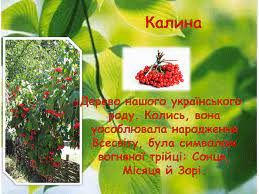 Калина
Дерево нашого українського
роду. Колись, вона
уособлювала народження
Всесвіту, була символом
вогняної трійці: Сонця,
Місяця й Зорі.